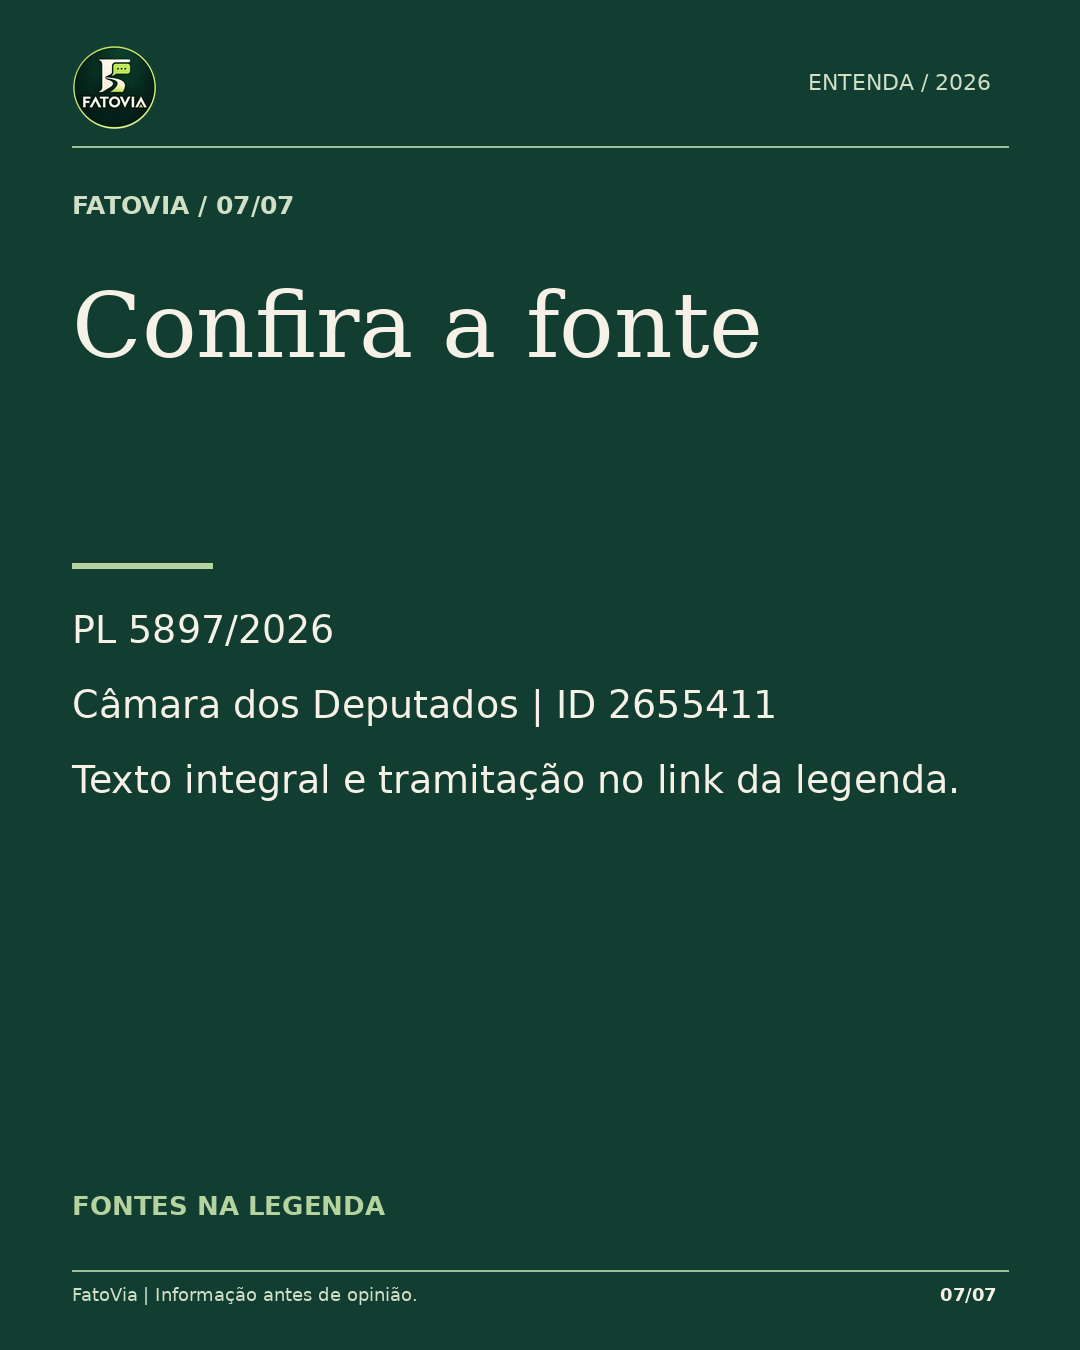 FATOVIA
ENTENDA / 2026
FATOVIA / 07/07
Confira a fonte
PL 5897/2026
Câmara dos Deputados | ID 2655411
Texto integral e tramitação no link da legenda.
FONTES NA LEGENDA
FatoVia | Informação antes de opinião.
07/07